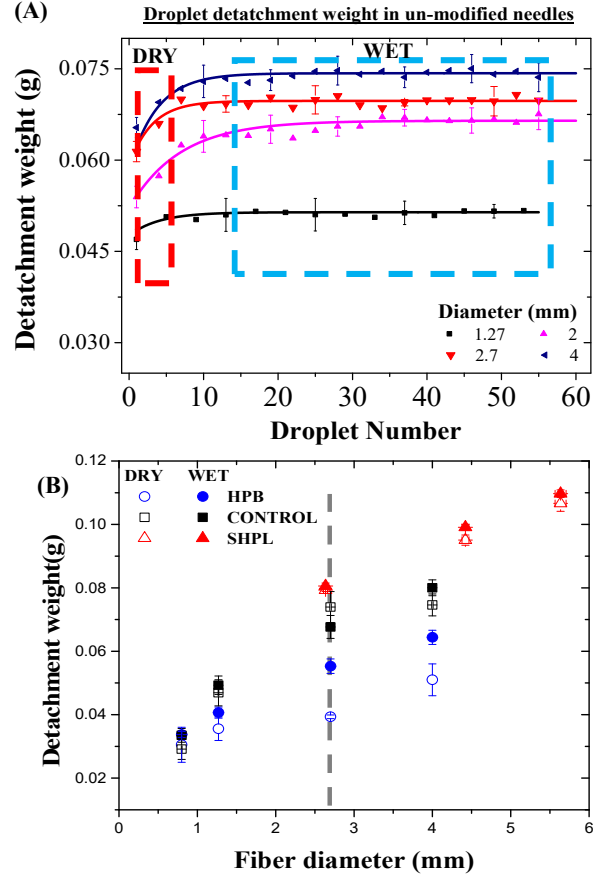 (A)
Droplet detatchment weight in un-modified needles
DRY
WET
0.075
0.060
0.045
0.030
Detatchment weight (g)
0 10 20 30 40 50 60
Droplet Number
Diameter (mm)
1.27 2
2.7 4
(B)
DRY WET
HPB
CONTROL
SHPL
0.12
0.10
0.08
0.06
0.04
0.02
Detachment weight(g)
0 1 2 3 4 5 6
Fiber diameter (mm)